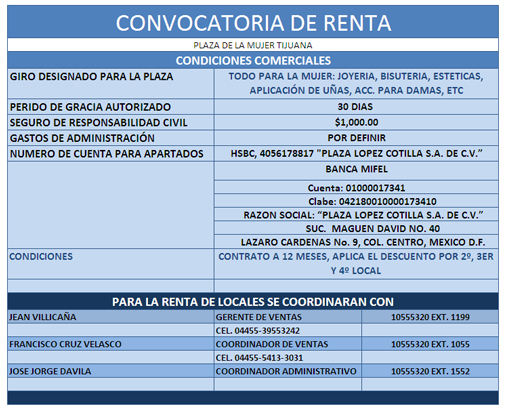 CONVOCATORIA DE RENTA
PLAZA DE LA MUJER TIJUANA
CONDICIONES COMERCIALES
GIRO DESIGNADO PARA LA PLAZA
TODO PARA LA MUJER: JOYERIA, BISUTERIA, ESTETICAS,
APLICACIÓN DE UÑAS, ACC. PARA DAMAS, ETC
PERIDO DE GRACIA AUTORIZADO
30 DIAS
SEGURO DE RESPONSABILIDAD CIVIL
$1,000.00
GASTOS DE ADMINISTRACIÓN
POR DEFINIR
NUMERO DE CUENTA PARA APARTADOS
HSBC, 4056178817 "PLAZA LOPEZ COTILLA S.A. DE C.V.”
BANCA MIFEL
Cuenta: 01000017341
Clabe: 042180010000173410
RAZON SOCIAL: “PLAZA LOPEZ COTILLA S.A. DE C.V.”
SUC. MAGUEN DAVID NO. 40
LAZARO CARDENAS No. 9, COL. CENTRO, MEXICO D.F.
CONDICIONES
CONTRATO A 12 MESES, APLICA EL DESCUENTO POR 2º, 3ER
Y 4º LOCAL
PARA LA RENTA DE LOCALES SE COORDINARAN CON
JEAN VILLICAÑA
GERENTE DE VENTAS
10555320 EXT. 1199
CEL. 04455-39553242
FRANCISCO CRUZ VELASCO
COORDINADOR DE VENTAS
10555320 EXT. 1055
CEL. 04455-5413-3031
JOSE JORGE DAVILA
COORDINADOR ADMINISTRATIVO
10555320 EXT. 1552